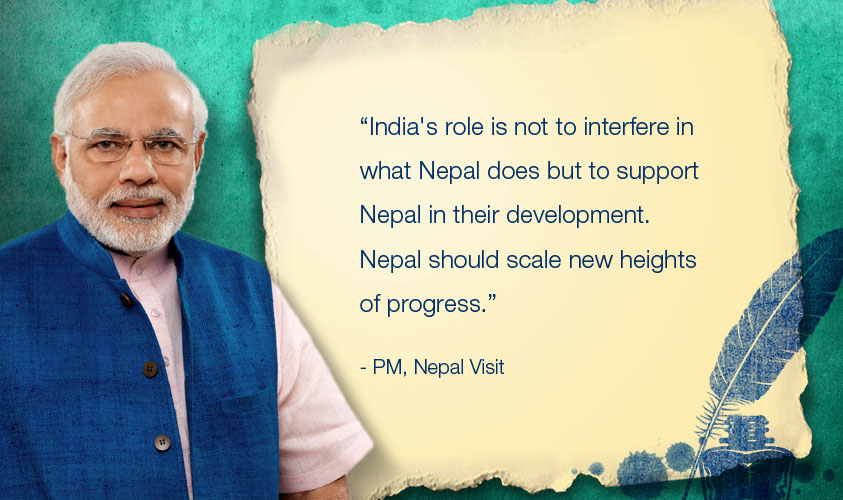 “India's role is not to interfere in
what Nepal does but to support
Nepal in their development.
Nepal should scale new heights
of progress.”
- PM, Nepal Visit